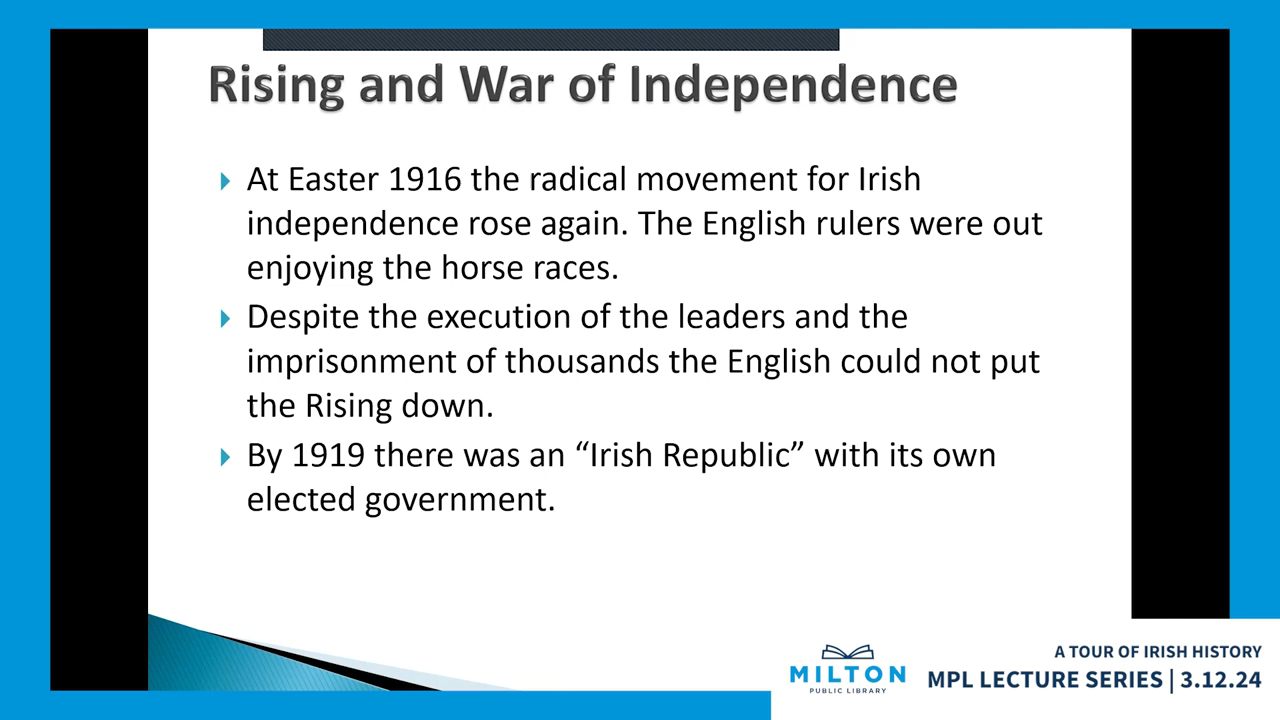 Rising and War of Independence
At Easter 1916 the radical movement for Irish
independence rose again. The English rulers were out
enjoying the horse races.
Despite the execution of the leaders and the
imprisonment of thousands the English could not put
the Rising down.
By 1919 there was an “Irish Republic” with its own
elected government.
MILTON
PUBLIC LIBRARY
A TOUR OF IRISH HISTORY
MPL LECTURE SERIES | 3.12.24